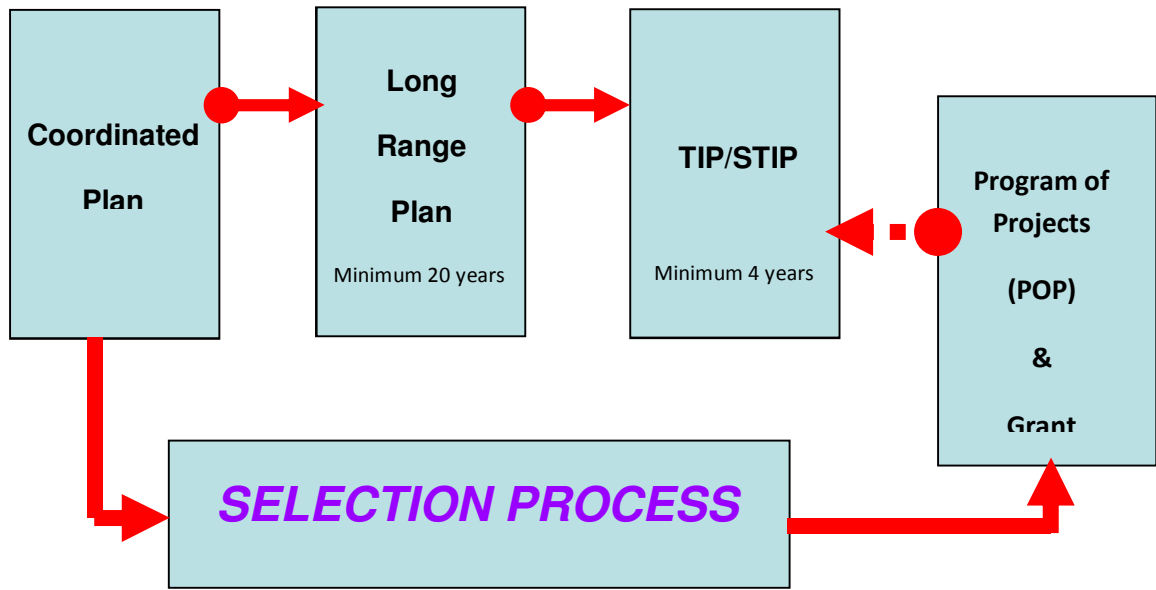 Coordinated
Plan
Long
Range
Plan
Minimum 20 years
TIP/STIP
Minimum 4 years
Program of
Projects
(POP)
&
Grant
SELECTION PROCESS